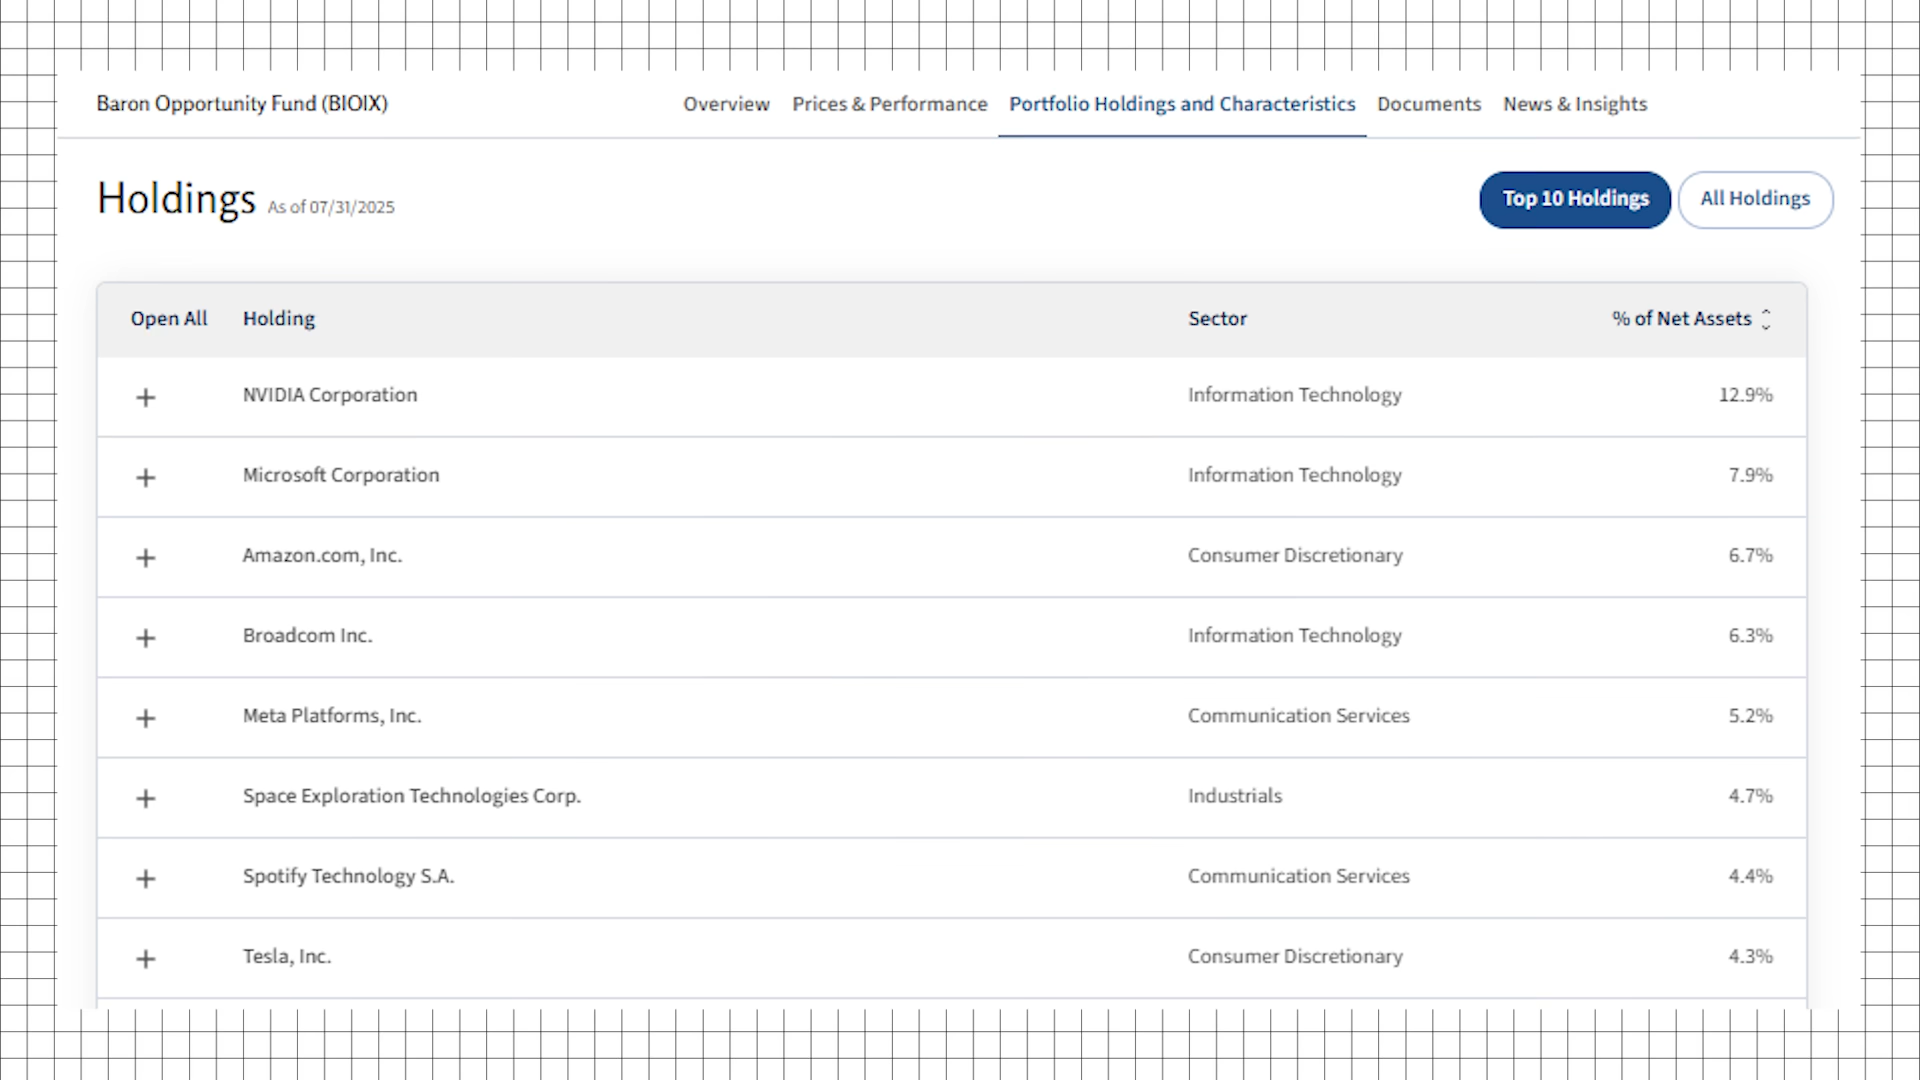 Baron Opportunity Fund (BIOIX) Overview Prices & Performance Portfolio Holdings and Characteristics Documents News & Insights
Holdings As of 07/31/2025 Top 10 Holdings All Holdings
Open All Holding Sector % of Net Assets
NVIDIA Corporation Information Technology 12.9%
Microsoft Corporation Information Technology 7.9%
Amazon.com, Inc. Consumer Discretionary 6.7%
Broadcom Inc. Information Technology 6.3%
Meta Platforms, Inc. Communication Services 5.2%
Space Exploration Technologies Corp. Industrials 4.7%
Spotify Technology S.A. Communication Services 4.4%
Tesla, Inc. Consumer Discretionary 4.3%